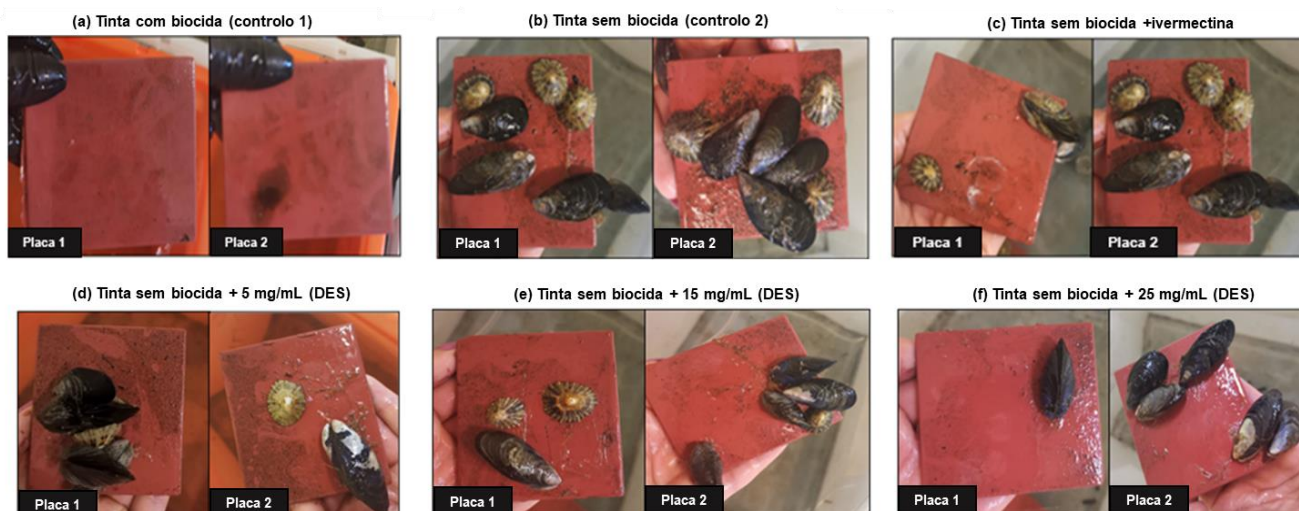 (a) Tinta com biocida (controlo 1)
(b) Tinta sem biocida (controlo 2)
(c) Tinta sem biocida +ivermectina
Placa 1
Placa 2
Placa 1
Placa 2
Placa 1
Placa 2
(d) Tinta sem biocida + 5 mg/mL (DES)
(e) Tinta sem biocida + 15 mg/mL (DES)
(f) Tinta sem biocida + 25 mg/mL (DES)
Placa 1
Placa 2
Placa 1
Placa 2
Placa 1
Placa 2